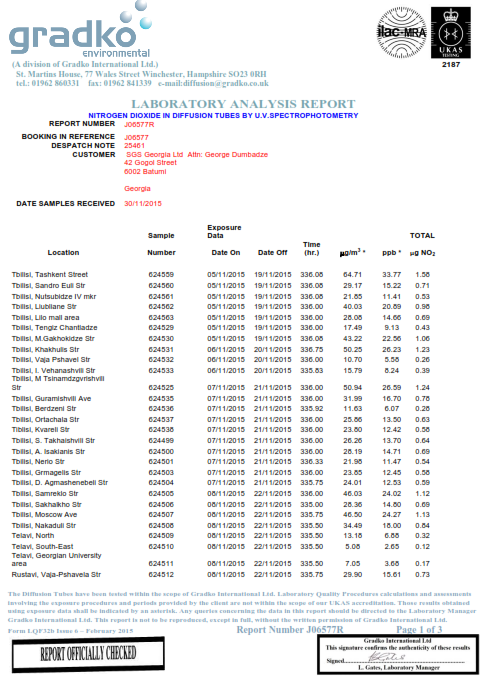 gradko
environmental
ilac-MRA
UKAS
TESTING
2187
(A division of Gradko International Ltd.)
St. Martins House, 77 Wales Street Winchester, Hampshire SO23 0RH
tel.: 01962 860331 fax: 01962 841339 e-mail:diffusion@gradko.co.uk
LABORATORY ANALYSIS REPORT
NITROGEN DIOXIDE IN DIFFUSION TUBES BY U.V.SPECTROPHOTOMETRY
REPORT NUMBER J06577R
BOOKING IN REFERENCE J06577
DESPATCH NOTE 25461
CUSTOMER SGS Georgia Ltd Attn: George Dumbadze
42 Gogol Street
6002 Batumi
Georgia
DATE SAMPLES RECEIVED 30/11/2015
Location Sample Number Exposure Data Date On Date Off Time (hr.) µg/m³ * ppb * TOTAL µg NO₂
Tbilisi, Tashkent Street 624559 05/11/2015 19/11/2015 336.08 64.71 33.77 1.58
Tbilisi, Sandro Euli Str 624560 05/11/2015 19/11/2015 336.08 29.17 15.22 0.71
Tbilisi, Nutsubidze IV mkr 624561 05/11/2015 19/11/2015 336.08 21.85 11.41 0.53
Tbilisi, Liubliane Str 624562 05/11/2015 19/11/2015 336.08 40.03 20.89 0.98
Tbilisi, Lilo mall area 624563 05/11/2015 19/11/2015 336.08 28.08 14.66 0.69
Tbilisi, Tengiz Chantladze 624529 05/11/2015 19/11/2015 336.00 17.49 9.13 0.43
Tbilisi, M.Gakhokidze Str 624530 05/11/2015 19/11/2015 336.08 43.22 22.56 1.06
Tbilisi, Khakhulis Str 624531 06/11/2015 20/11/2015 336.75 50.25 26.23 1.23
Tbilisi, Vaja Pshavel Str 624532 06/11/2015 20/11/2015 336.00 10.70 5.58 0.26
Tbilisi, I. Vehanashvili Str 624533 06/11/2015 20/11/2015 335.83 15.79 8.24 0.39
Tbilisi, M Tsinamdzgvrishvili
Str 624525 07/11/2015 21/11/2015 336.00 50.94 26.59 1.24
Tbilisi, Guramishvili Ave 624535 07/11/2015 21/11/2015 336.00 31.99 16.70 0.78
Tbilisi, Berdzeni Str 624536 07/11/2015 21/11/2015 335.92 11.63 6.07 0.28
Tbilisi, Ortachala Str 624537 07/11/2015 21/11/2015 336.00 25.86 13.50 0.63
Tbilisi, Kvareli Str 624538 07/11/2015 21/11/2015 336.00 23.80 12.42 0.58
Tbilisi, S. Takhaishvili Str 624499 07/11/2015 21/11/2015 336.00 26.26 13.70 0.64
Tbilisi, A. Isakianis Str 624500 07/11/2015 21/11/2015 336.00 28.19 14.71 0.69
Tbilisi, Nerio Str 624501 07/11/2015 21/11/2015 336.33 21.98 11.47 0.54
Tbilisi, Grmagelis Str 624503 07/11/2015 21/11/2015 336.00 23.85 12.45 0.58
Tbilisi, D. Agmashenebeli Str 624504 07/11/2015 21/11/2015 335.75 24.01 12.53 0.59
Tbilisi, Samreklo Str 624505 08/11/2015 22/11/2015 336.00 46.03 24.02 1.12
Tbilisi, Sakhalkho Str 624506 08/11/2015 22/11/2015 335.00 28.36 14.80 0.69
Tbilisi, Moscow Ave 624507 08/11/2015 22/11/2015 335.75 46.50 24.27 1.13
Tbilisi, Nakaduli Str 624508 08/11/2015 22/11/2015 335.50 34.49 18.00 0.84
Telavi, North 624509 08/11/2015 22/11/2015 335.50 13.18 6.88 0.32
Telavi, South-East 624510 08/11/2015 22/11/2015 335.50 5.08 2.65 0.12
Telavi, Georgian University
area 624511 08/11/2015 22/11/2015 335.50 7.05 3.68 0.17
Rustavi, Vaja-Pshavela Str 624512 08/11/2015 22/11/2015 335.75 29.90 15.61 0.73
The Diffusion Tubes have been tested within the scope of Gradko International Ltd. Laboratory Quality Procedures calculations and assessments
involving the exposure procedures and periods provided by the client are not within the scope of our UKAS accreditation. Those results obtained
using exposure data shall be indicated by an asterisk. Any queries concerning the data in this report should be directed to the Laboratory Manager
Gradko International Ltd. This report is not to be reproduced, except in full, without the written permission of Gradko International Ltd.
Form LQF32b Issue 6 – February 2015 Report Number J06577R Page 1 of 3
REPORT OFFICIALLY CHECKED
Gradko International Ltd
This signature confirms the authenticity of these results
Signed
L. Gates, Laboratory Manager